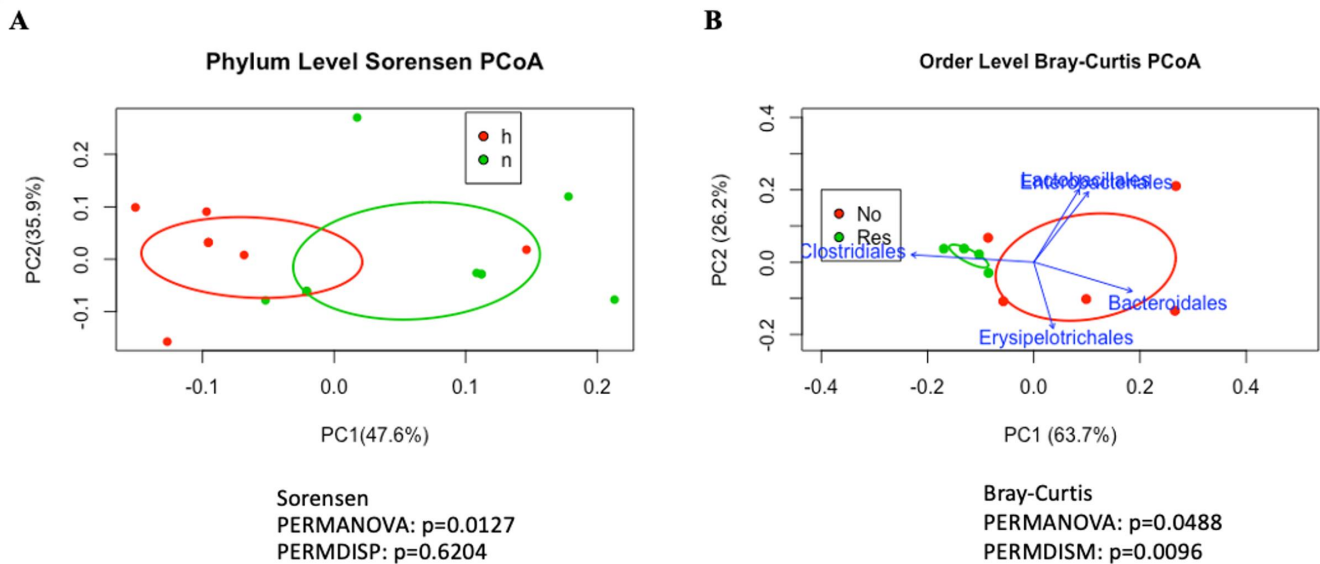 A
Phylum Level Sorensen PCoA
h
n
PC2(35.9%)
0.2
0.1
0.0
-0.1
-0.1
0.0
0.1
0.2
PC1(47.6%)
Sorensen
PERMANOVA: p=0.0127
PERMDISP: p=0.6204
B
Order Level Bray-Curtis PCoA
No
Res
PC2 (26.2%)
0.4
0.2
0.0
-0.2
Lactobacillales
Enterobacteriales
Clostridiales
Bacteroidales
Erysipelotrichales
-0.4
-0.2
0.0
0.2
0.4
PC1 (63.7%)
Bray-Curtis
PERMANOVA: p=0.0488
PERMDISM: p=0.0096